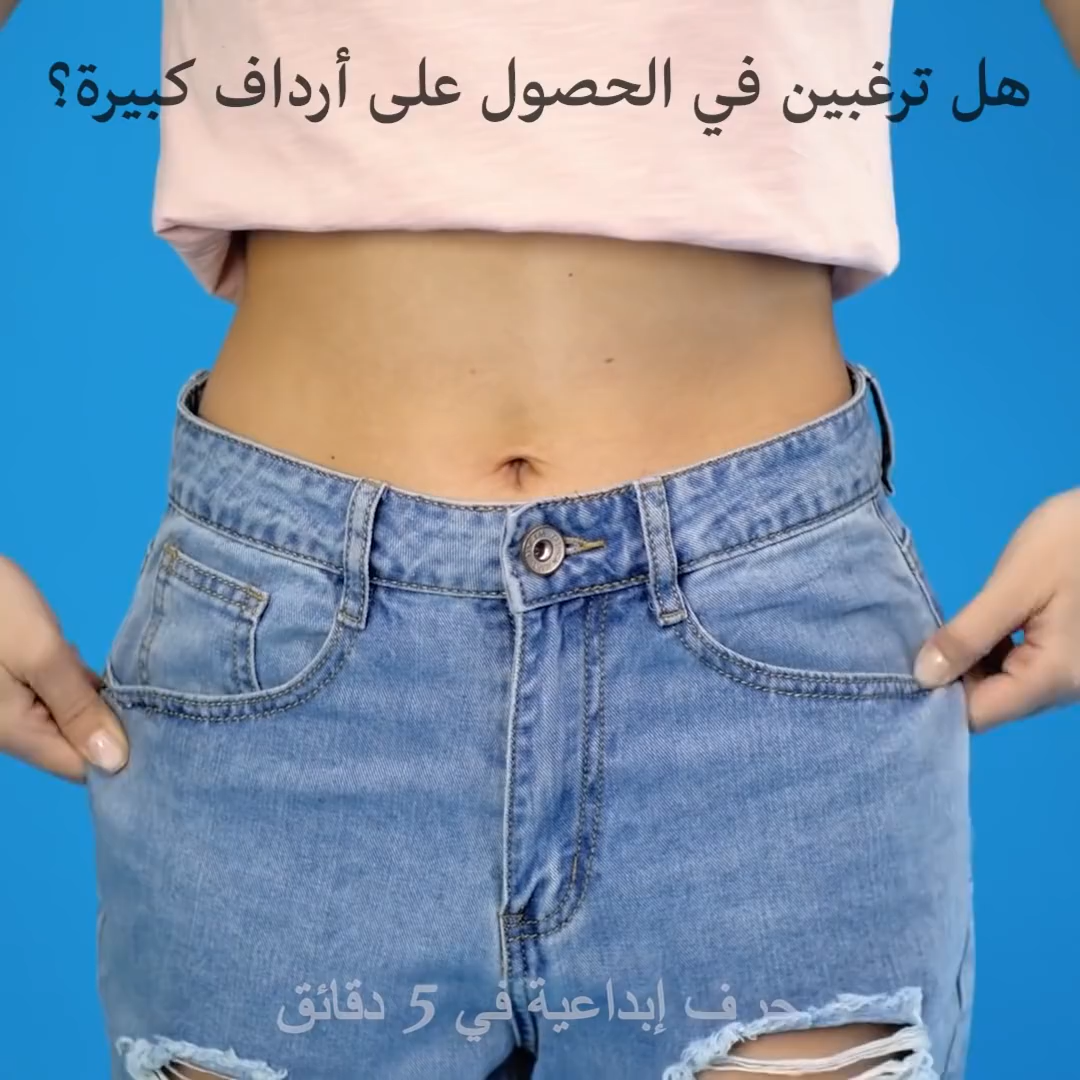 هل ترغبين في الحصول على أرداف كبيرة؟
حرف إبداعية في 5 دقائق